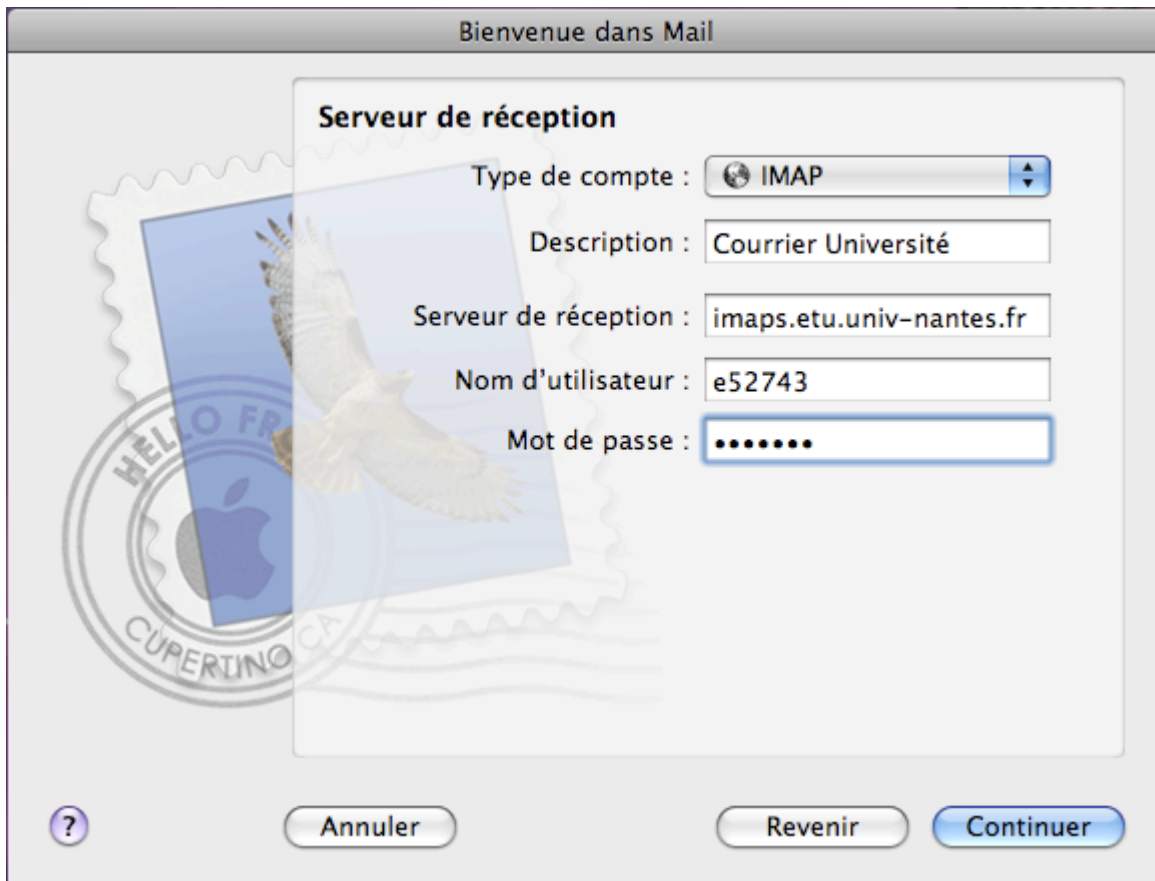 Bienvenue dans Mail
Serveur de réception
Type de compte : IMAP
Description : Courrier Université
Serveur de réception : imaps.etu.univ-nantes.fr
Nom d'utilisateur : e52743
Mot de passe : •••••••
HELLO FR
CUPERTINO CA
? Annuler Revenir Continuer